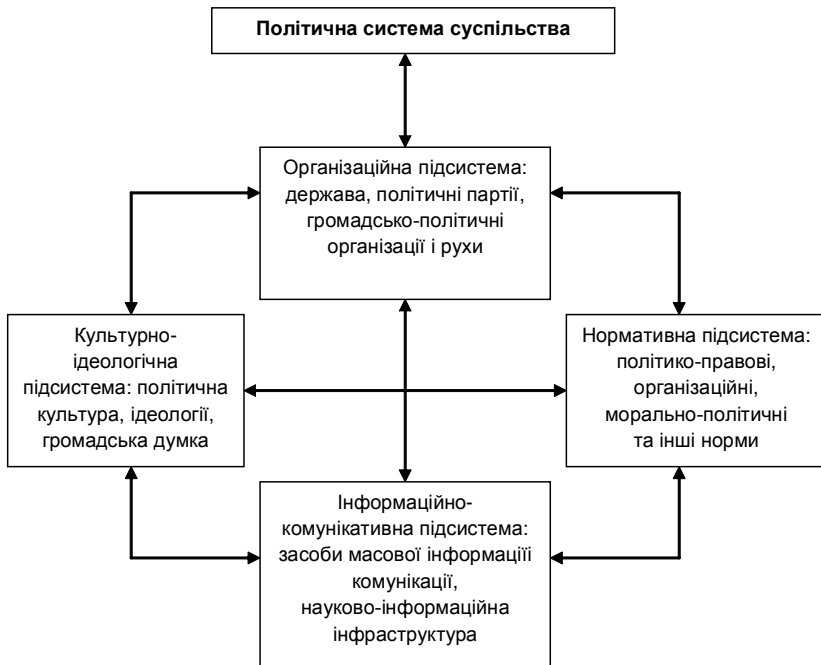 Політична система суспільства
Організаційна підсистема:
держава, політичні партії,
громадсько-політичні
організації і рухи
Культурно-
ідеологічна
підсистема: політична
культура, ідеології,
громадська думка
Нормативна підсистема:
політико-правові,
організаційні,
морально-політичні
та інші норми
Інформаційно-
комунікативна підсистема:
засоби масової інформаціїі
комунікації,
науково-інформаційна
інфраструктура